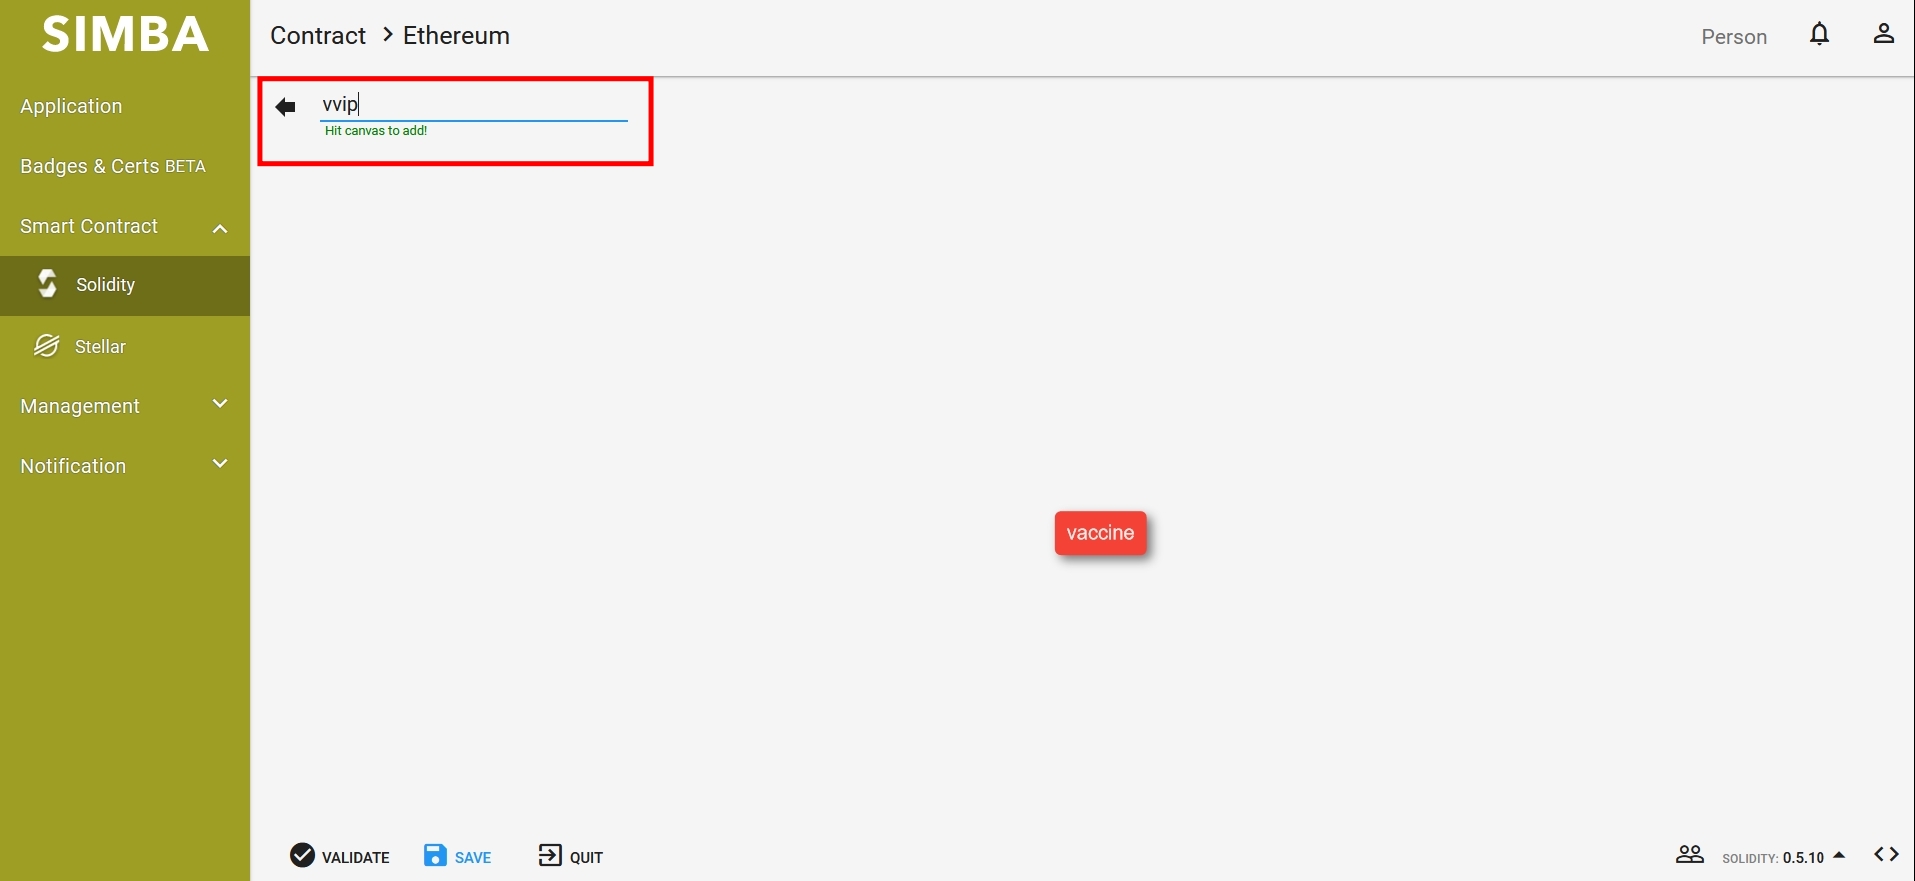 SIMBA
Contract > Ethereum
Person
Application
vvip
Hit canvas to add!
Badges & Certs BETA
Smart Contract
Solidity
Stellar
Management
Notification
vaccine
VALIDATE SAVE QUIT
SOLIDITY: 0.5.10